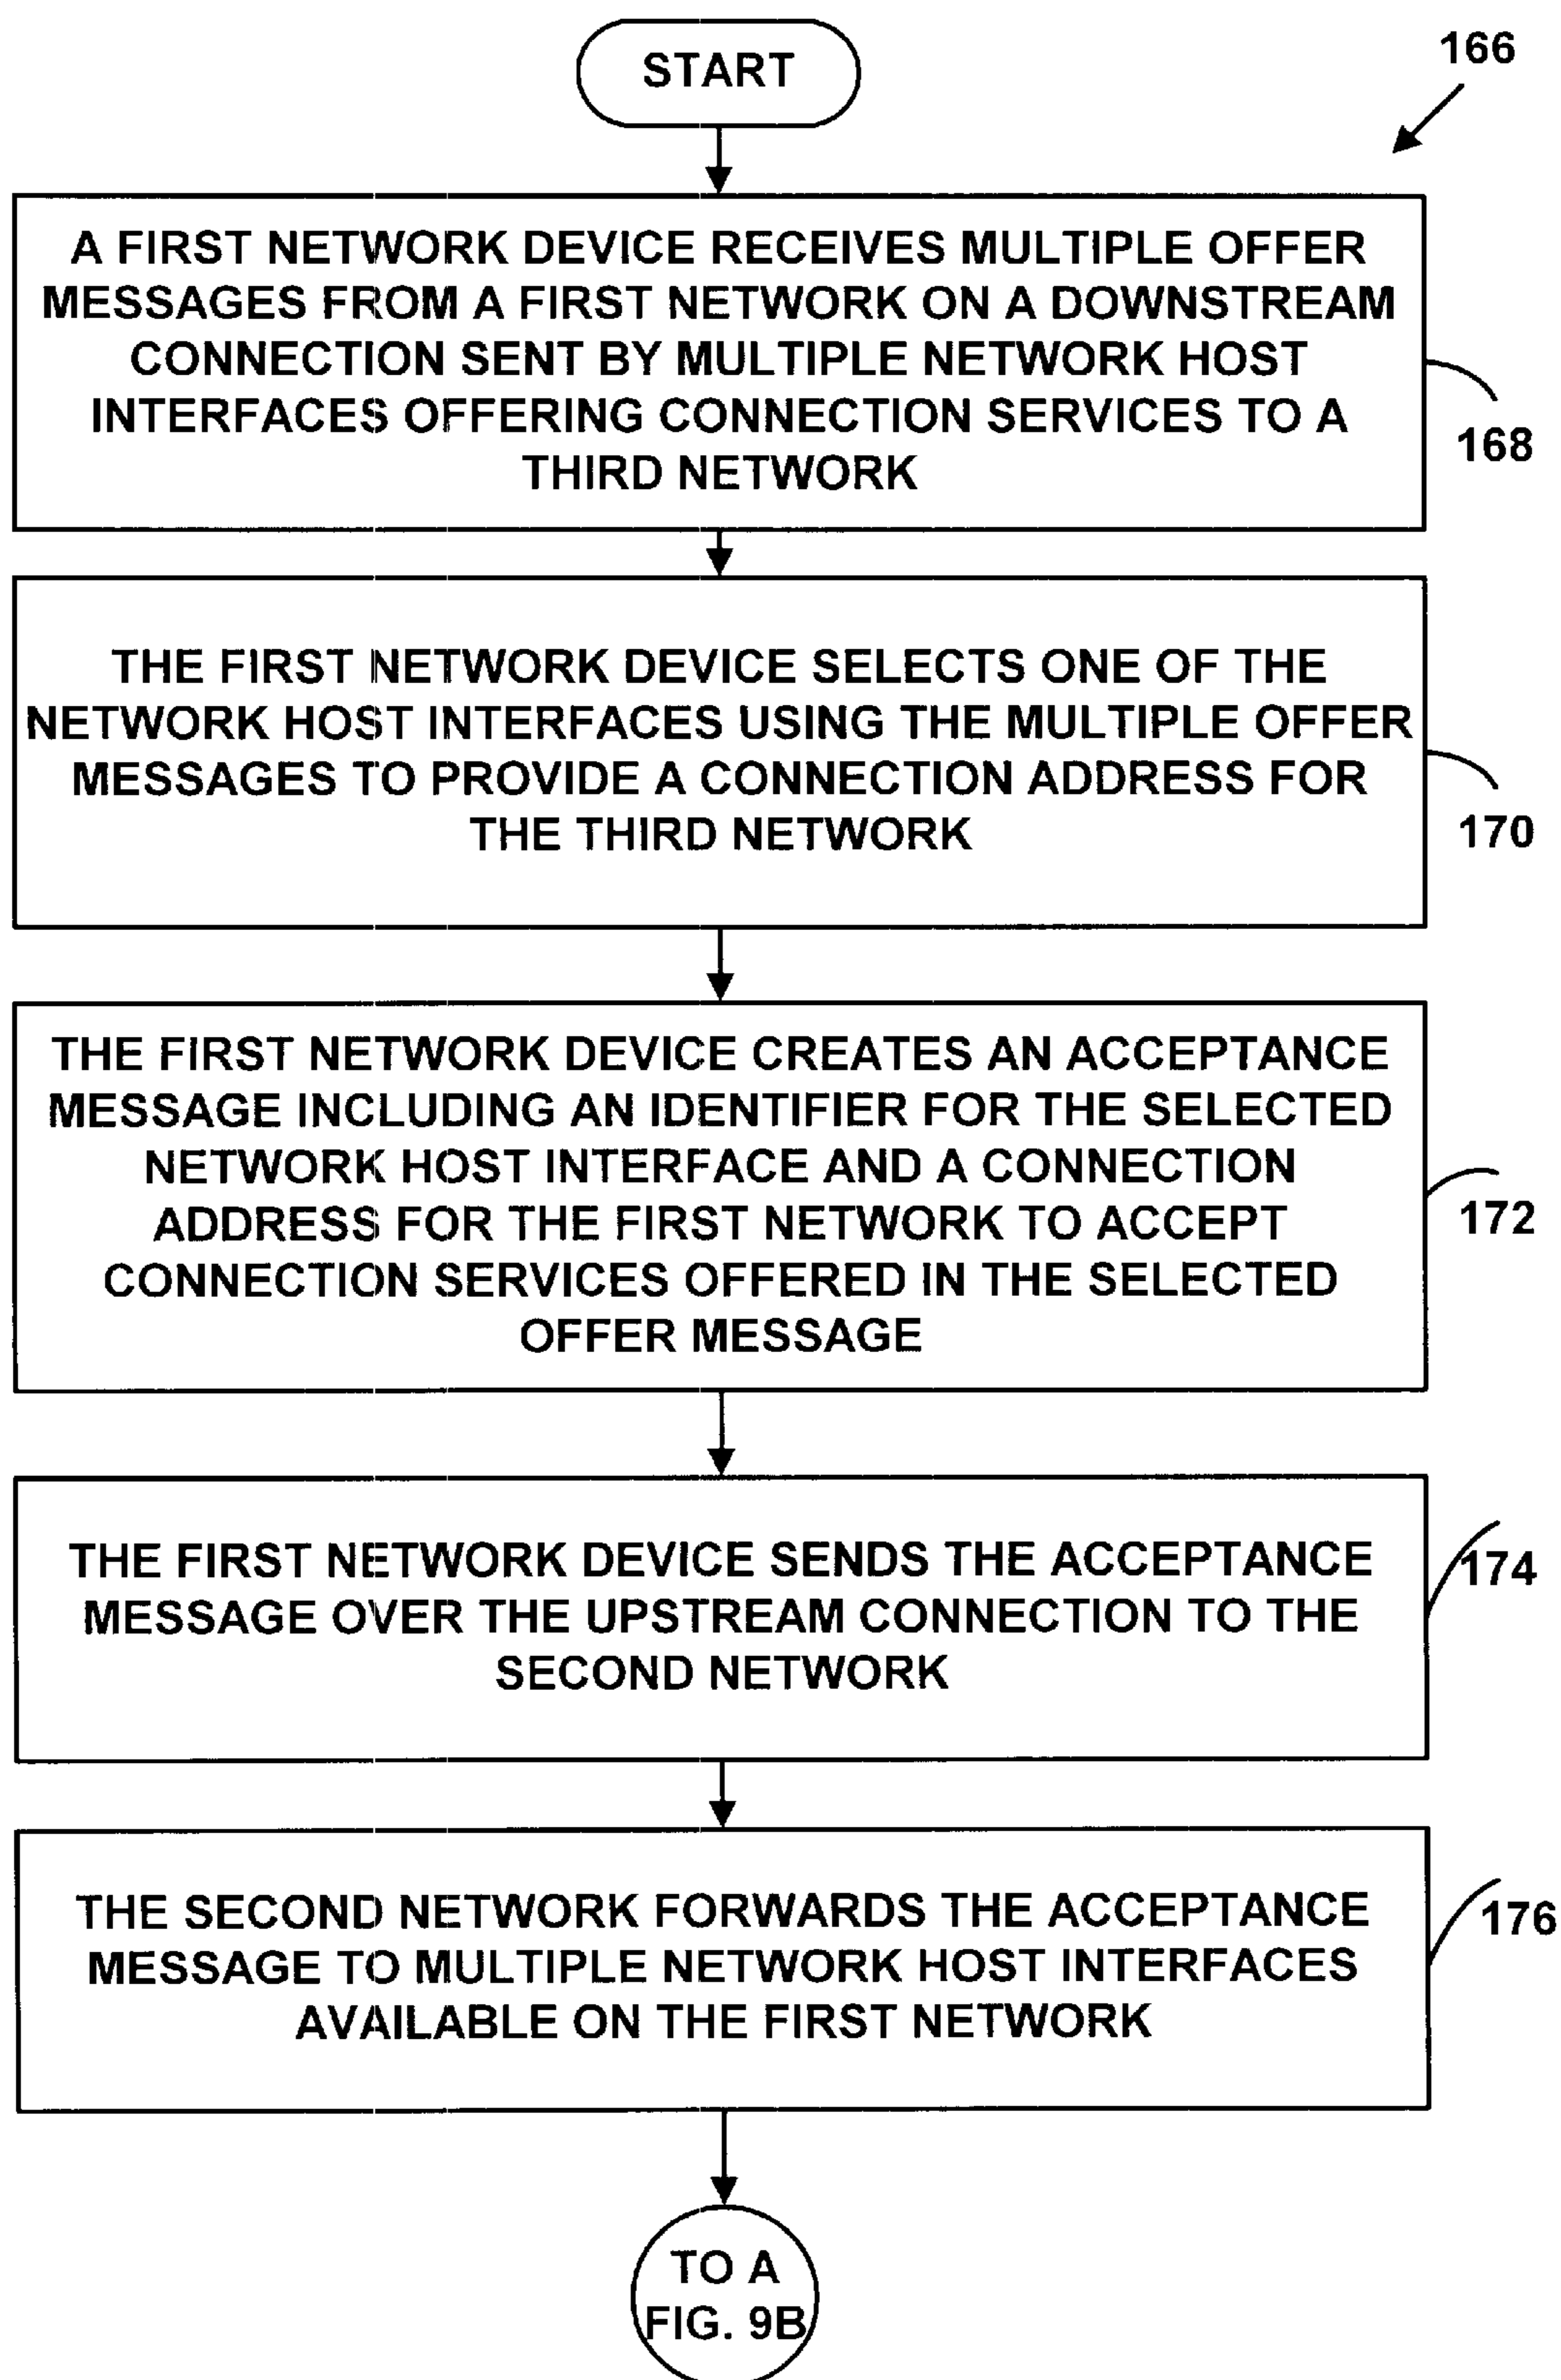 START
166
A FIRST NETWORK DEVICE RECEIVES MULTIPLE OFFER
MESSAGES FROM A FIRST NETWORK ON A DOWNSTREAM
CONNECTION SENT BY MULTIPLE NETWORK HOST
INTERFACES OFFERING CONNECTION SERVICES TO A
THIRD NETWORK
168
THE FIRST NETWORK DEVICE SELECTS ONE OF THE
NETWORK HOST INTERFACES USING THE MULTIPLE OFFER
MESSAGES TO PROVIDE A CONNECTION ADDRESS FOR
THE THIRD NETWORK
170
THE FIRST NETWORK DEVICE CREATES AN ACCEPTANCE
MESSAGE INCLUDING AN IDENTIFIER FOR THE SELECTED
NETWORK HOST INTERFACE AND A CONNECTION
ADDRESS FOR THE FIRST NETWORK TO ACCEPT
CONNECTION SERVICES OFFERED IN THE SELECTED
OFFER MESSAGE
172
THE FIRST NETWORK DEVICE SENDS THE ACCEPTANCE
MESSAGE OVER THE UPSTREAM CONNECTION TO THE
SECOND NETWORK
174
THE SECOND NETWORK FORWARDS THE ACCEPTANCE
MESSAGE TO MULTIPLE NETWORK HOST INTERFACES
AVAILABLE ON THE FIRST NETWORK
176
TO A
FIG. 9B